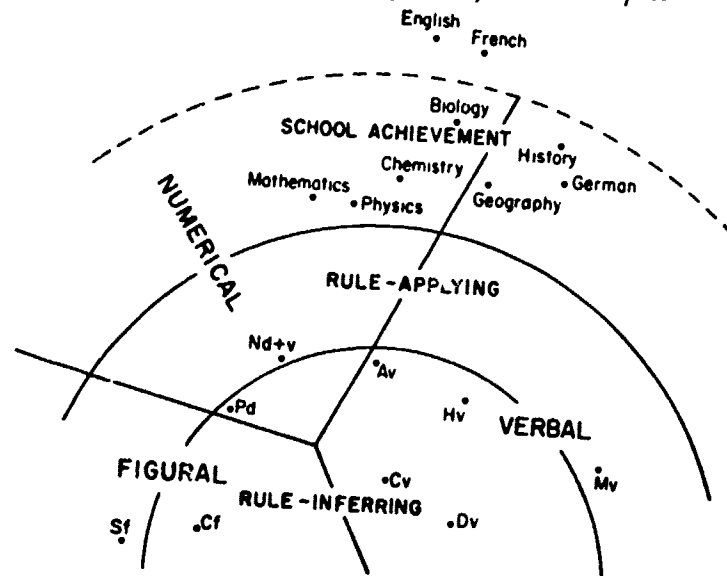 English
French
Biology
SCHOOL ACHIEVEMENT
History
Chemistry
German
Mathematics
Physics
Geography
NUMERICAL
RULE-APPLYING
Nd+v
Av
Pd
Hv
VERBAL
FIGURAL
Cv
Mv
RULE-INFERRING
Sf
Cf
Dv